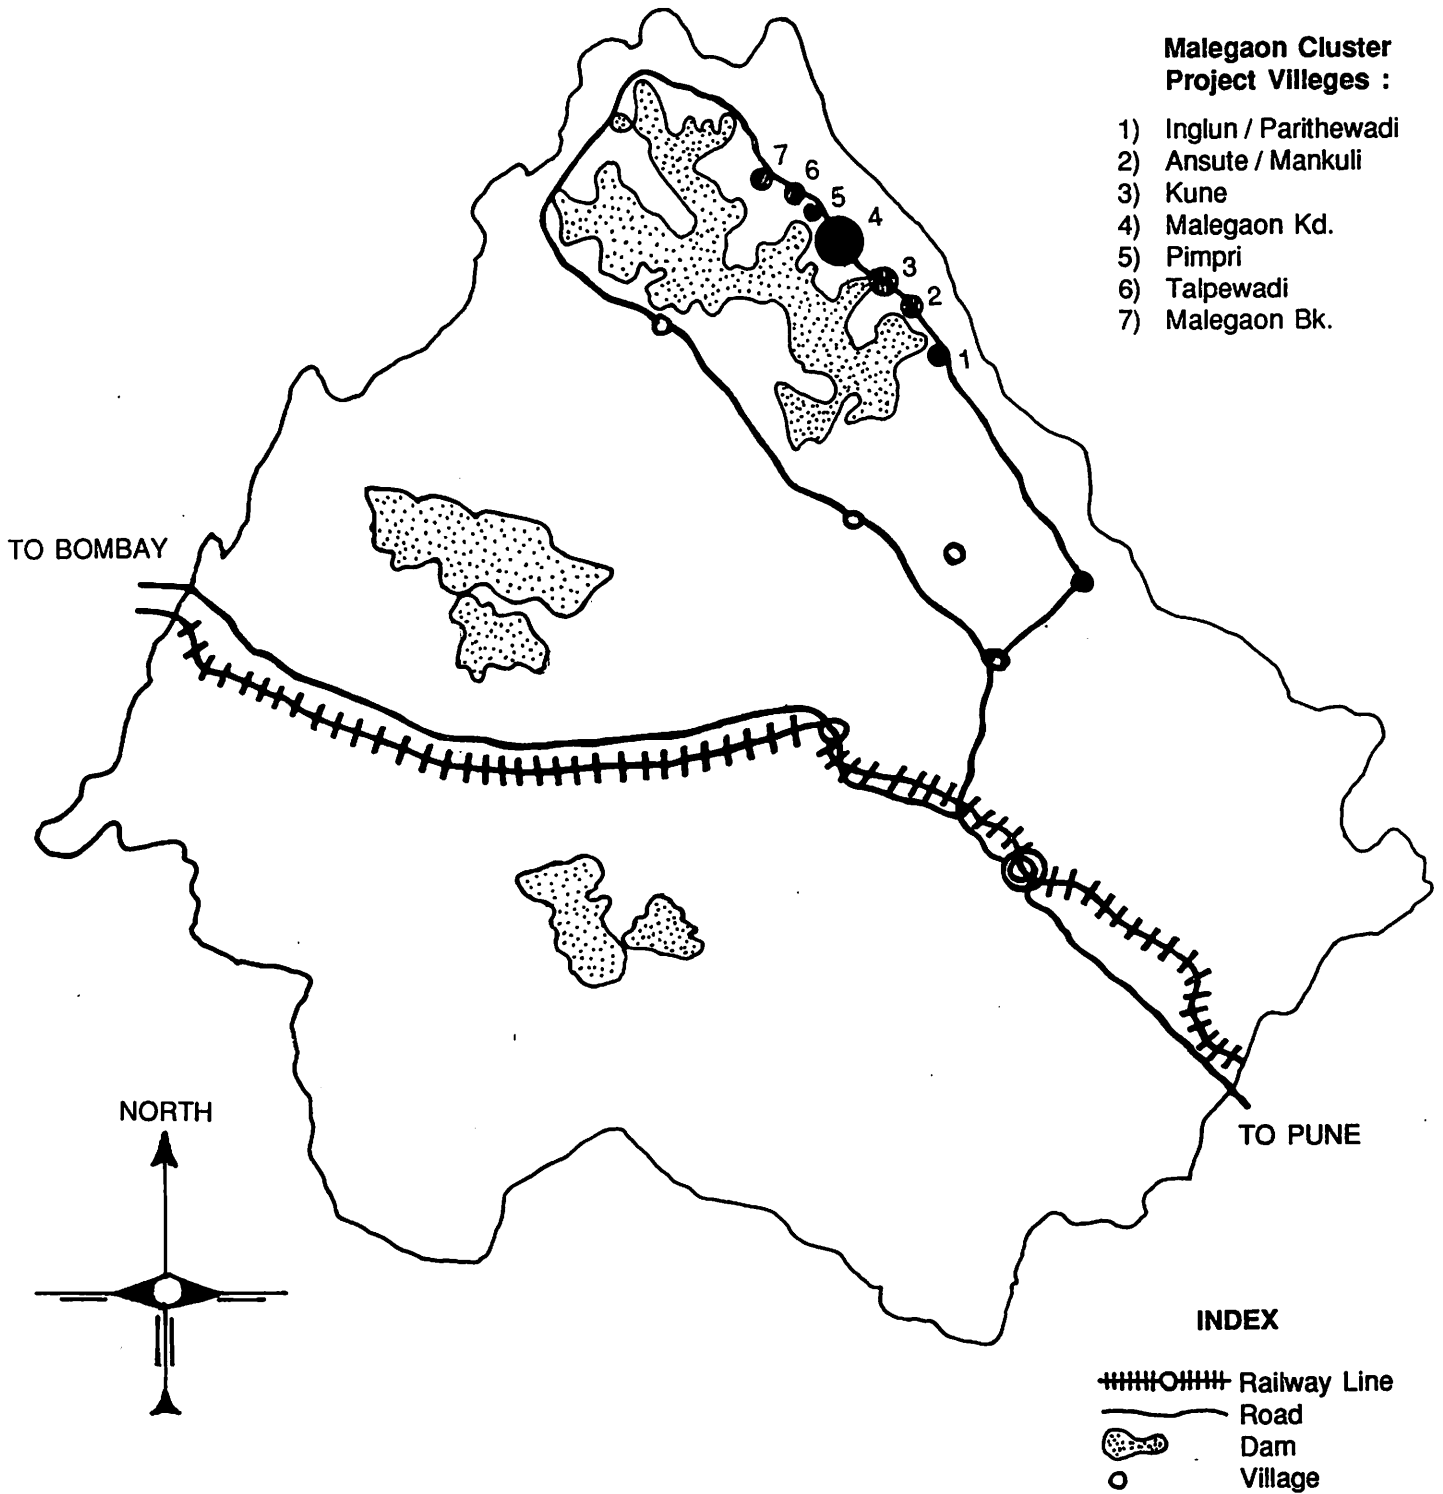 Malegaon Cluster
Project Villeges :
1) Inglun / Parithewadi
2) Ansute / Mankuli
3) Kune
4) Malegaon Kd.
5) Pimpri
6) Talpewadi
7) Malegaon Bk.
7
6
5
4
3
2
1
TO BOMBAY
NORTH
TO PUNE
INDEX
Railway Line
Road
Dam
Village